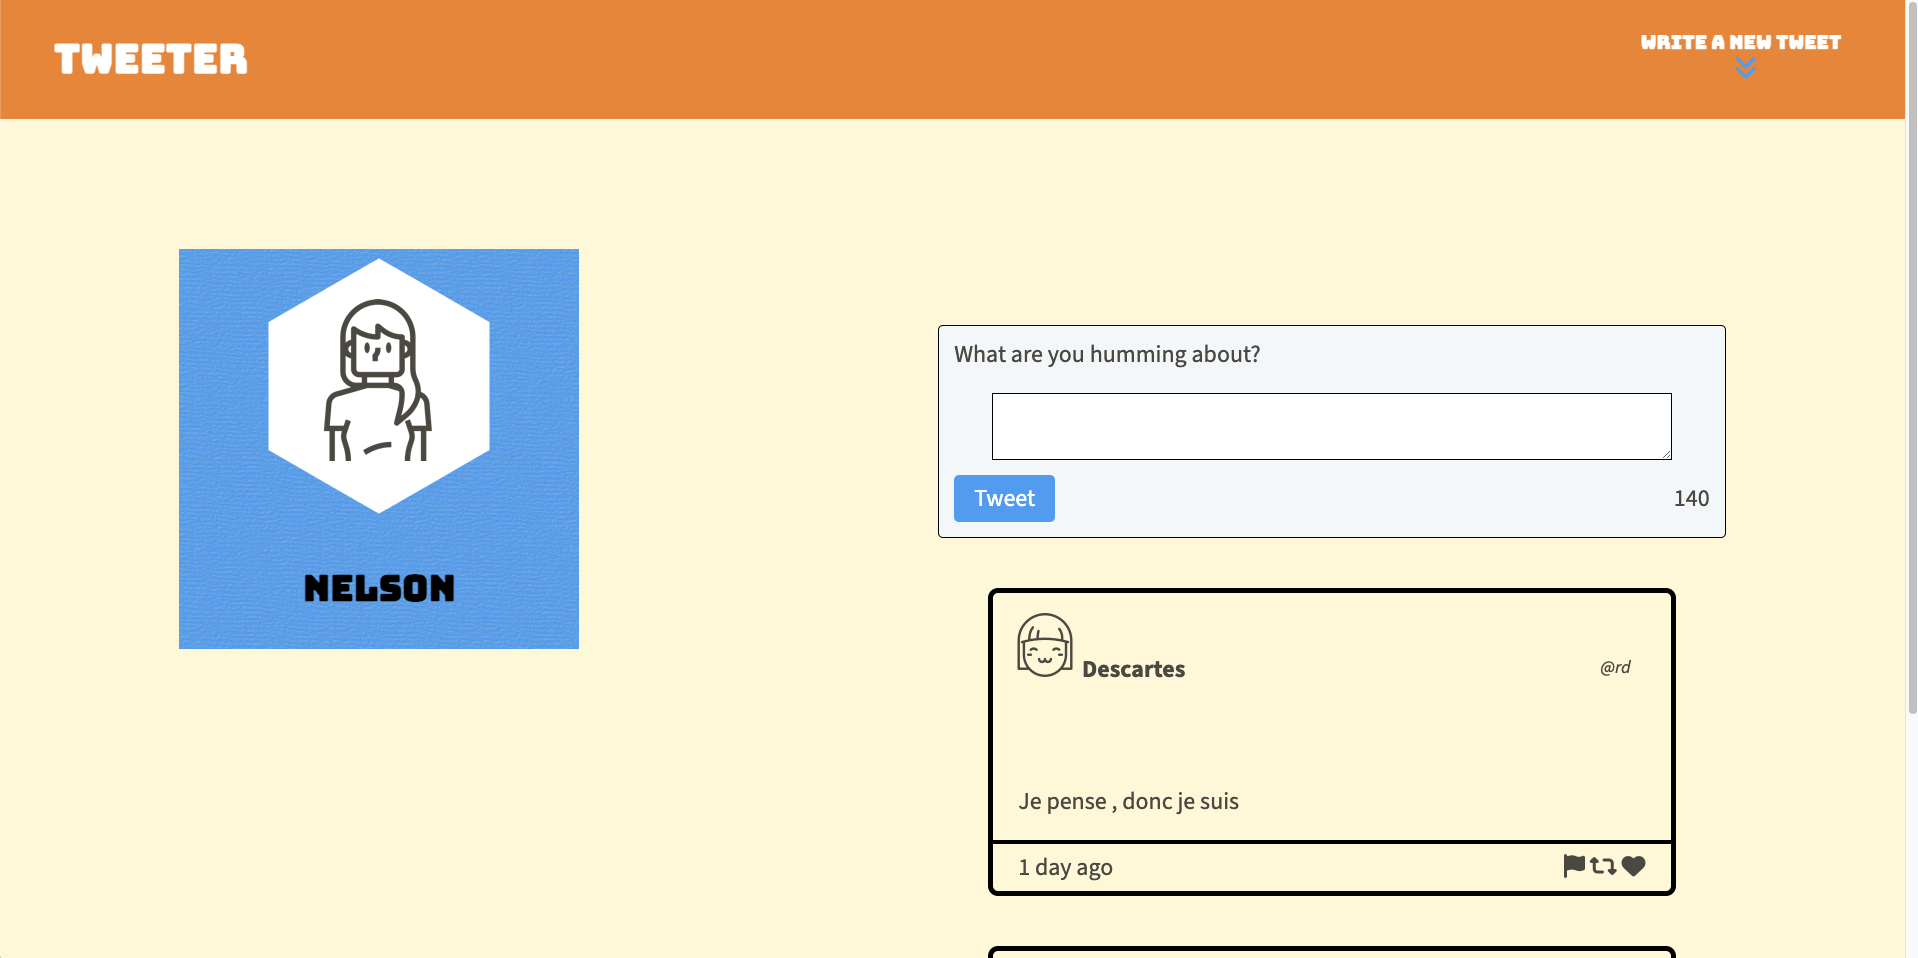 TWEETER
WRITE A NEW TWEET
NELSON
What are you humming about?
Tweet
140
Descartes
@rd
Je pense , donc je suis
1 day ago